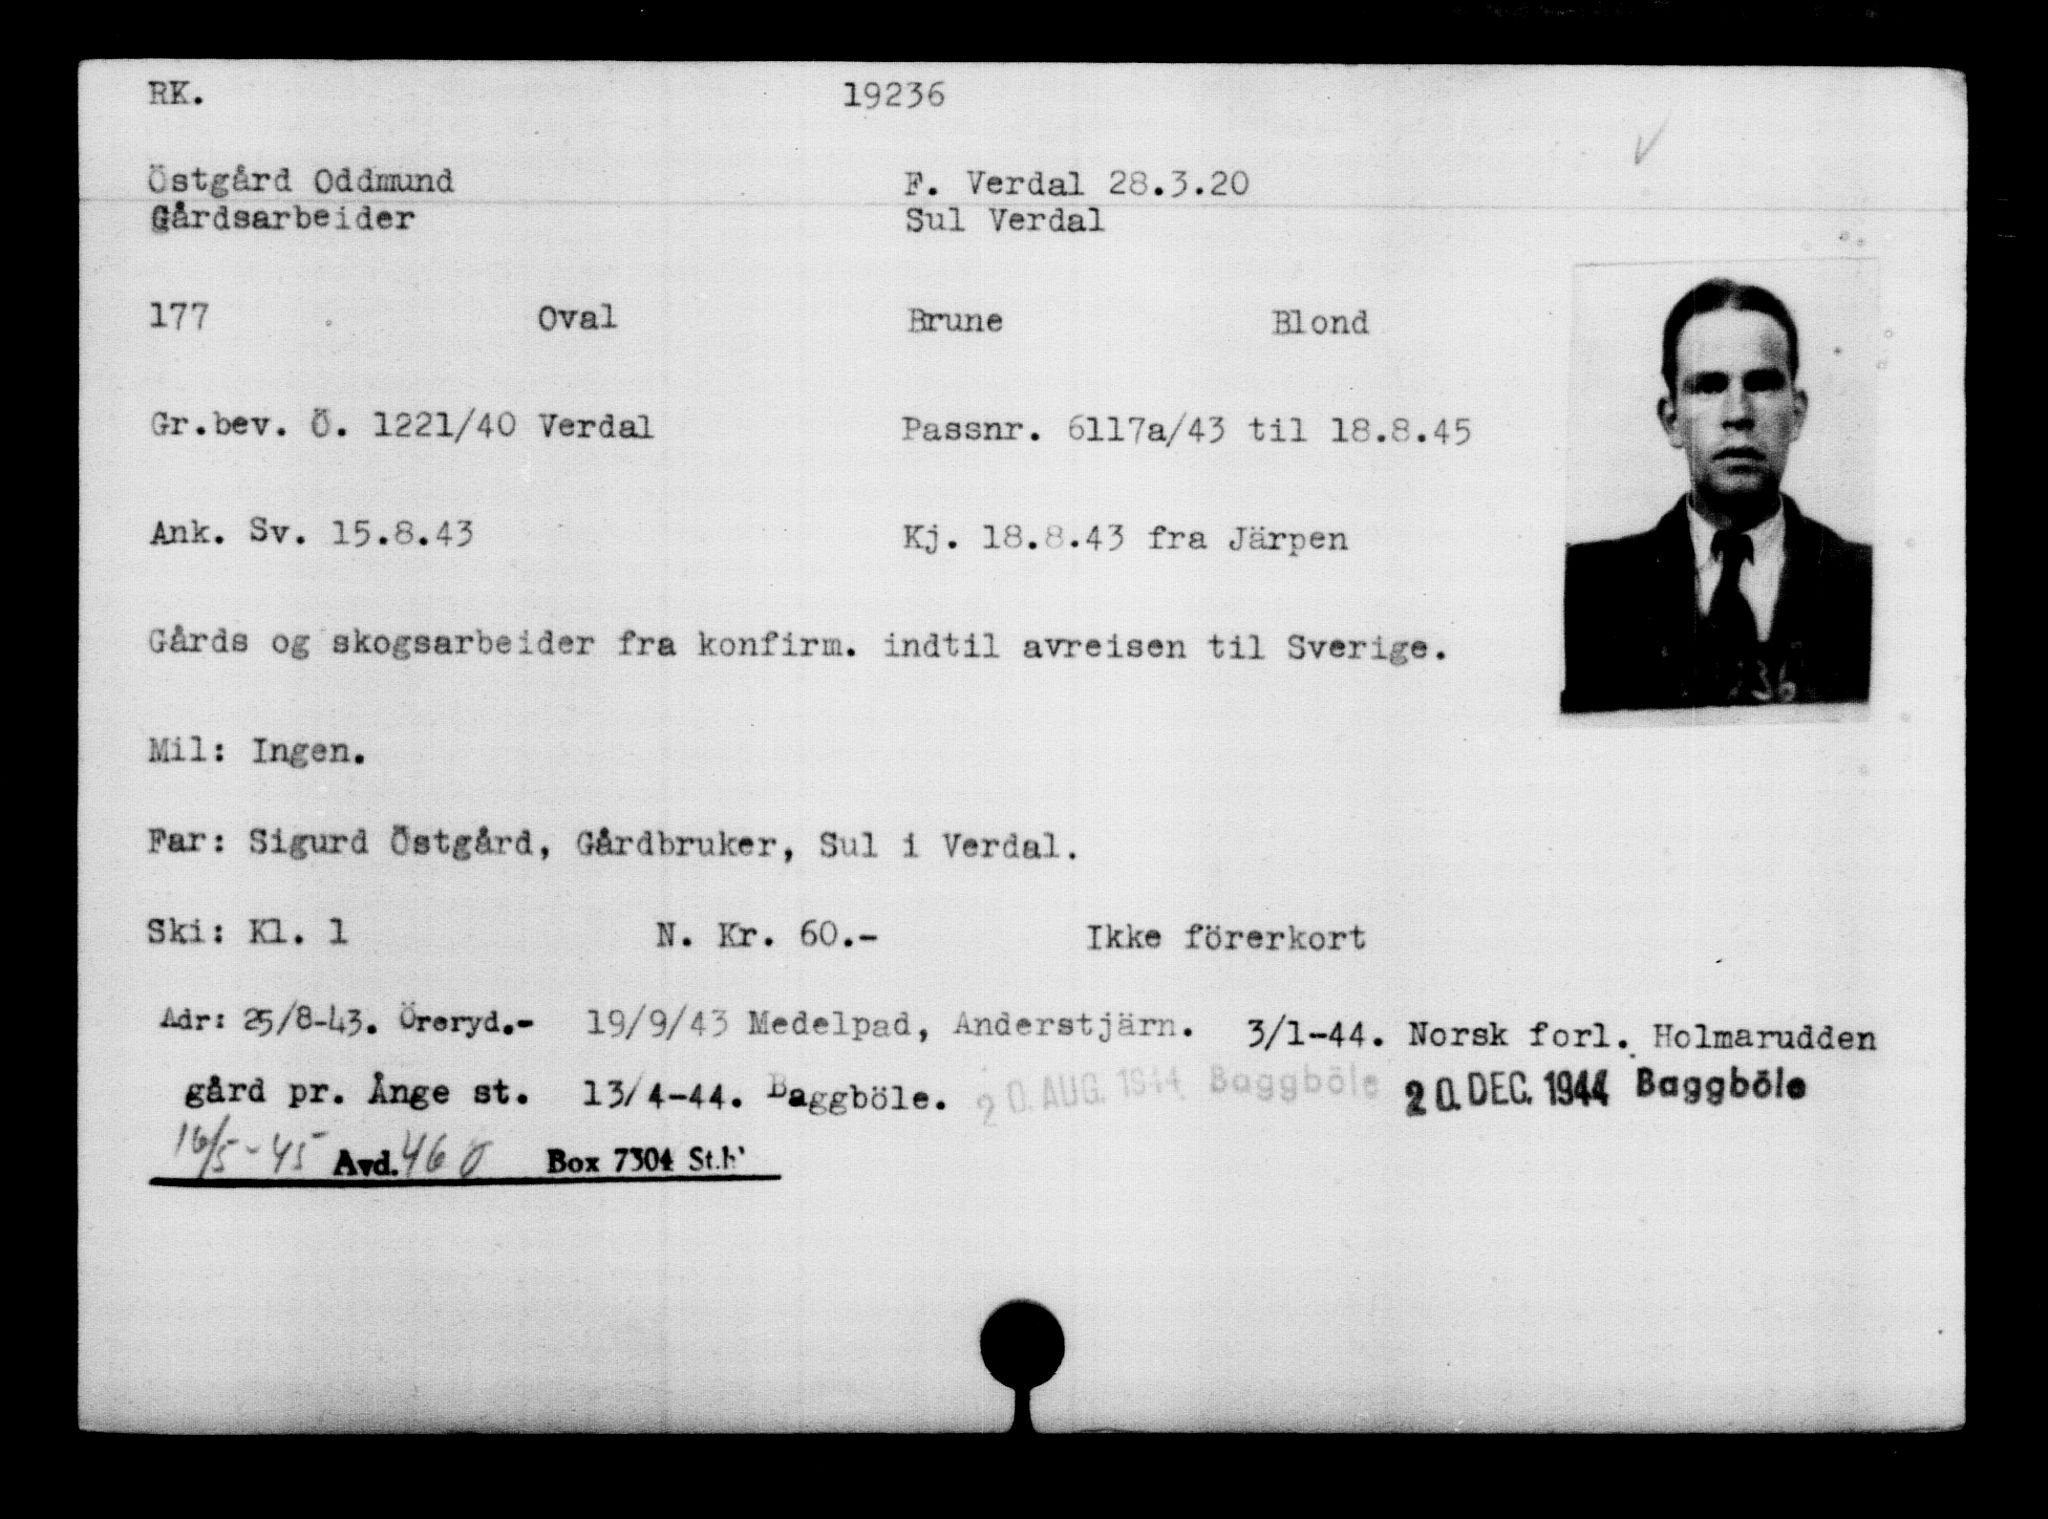 RK. 19236
Östgård Oddmund F. Verdal 28.3.20
Gårdsarbeider Sul Verdal
177 Oval Brune Blond
Gr.bev. Ö. 1221/40 Verdal Passnr. 6117a/43 til 18.8.45
Ank. Sv. 15.8.43 Kj. 18.8.43 fra Järpen
Gårds og skogsarbeider fra konfirm. indtil avreisen til Sverige.
36
Mil: Ingen.
Far: Sigurd Östgård, Gårdbruker, Sul i Verdal.
Ski: Kl. 1 N. Kr. 60.- Ikke förerkort
Adr: 25/8-43. Öreryd.- 19/9/43 Medelpad, Anderstjärn. 3/1-44. Norsk forl. Holmarudden
gård pr. Ånge st. 13/4-44. Baggböle. 20. AUG. 1944 Baggböle 20. DEC. 1944 Baggböle
16/5-45 Avd. 460 Box 7304